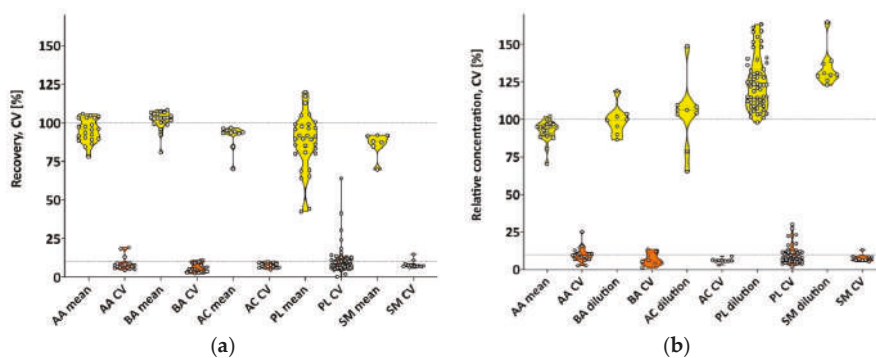 (a)
Recovery, CV [%]
150
125
100
75
50
25
10
0
AA mean
AA CV
BA mean
BA CV
AC mean
AC CV
PL mean
PL CV
SM mean
SM CV
(a)
(b)
Relative concentration, CV [%]
150
125
100
75
50
25
10
0
AA mean
AA CV
BA dilution
BA CV
AC dilution
AC CV
PL dilution
PL CV
SM dilution
SM CV
(b)